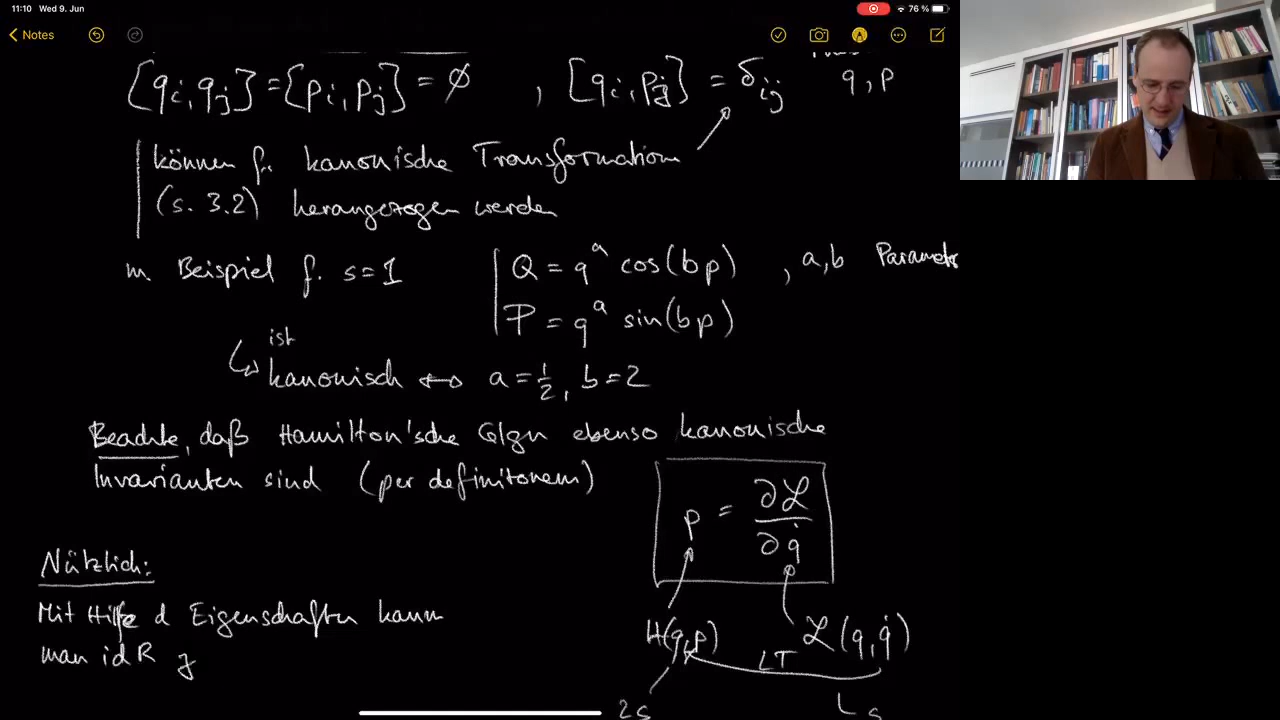 11:10 Wed 9. Jun
76 %
Notes
[qi, qj] = [pi, pj] = ∅ , [qi, pj] = δij
q, p
können f. kanonische Transformation
(s. 3.2) herangezogen werden
m. Beispiel f. s=1
Q = q^a cos(bp) , a,b Parameter
P = q^a sin(bp)
ist
kanonisch ↔ a = 1/2, b = 2
Beachte, daß Hamilton'sche Glgn ebenso kanonische
Invarianten sind (per definitonem)
p = ∂ℒ/∂q̇
Nützlich:
Mit Hilfe d Eigenschaften kann
man idR z
H(q,p) LT ℒ(q,q̇)
2s s